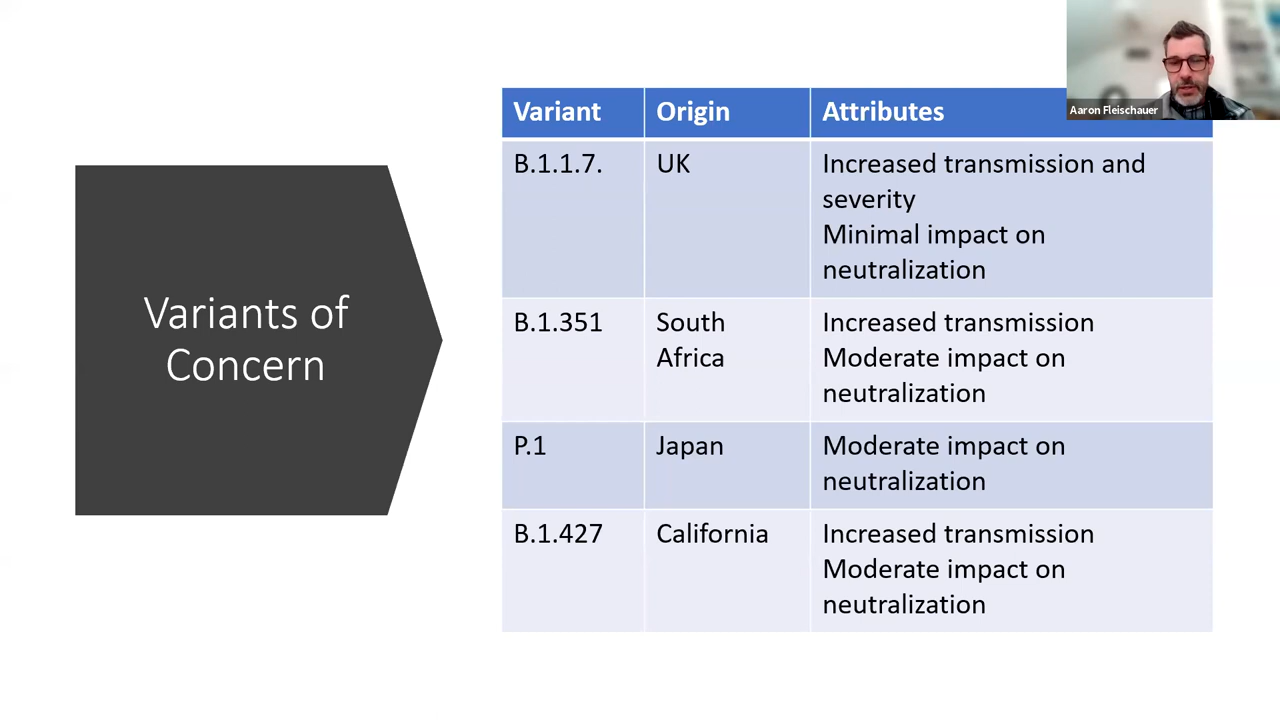 Aaron Fleischauer
Variants of
Concern
Variant Origin Attributes
B.1.1.7. UK Increased transmission and
severity
Minimal impact on
neutralization
B.1.351 South Increased transmission
Africa Moderate impact on
neutralization
P.1 Japan Moderate impact on
neutralization
B.1.427 California Increased transmission
Moderate impact on
neutralization